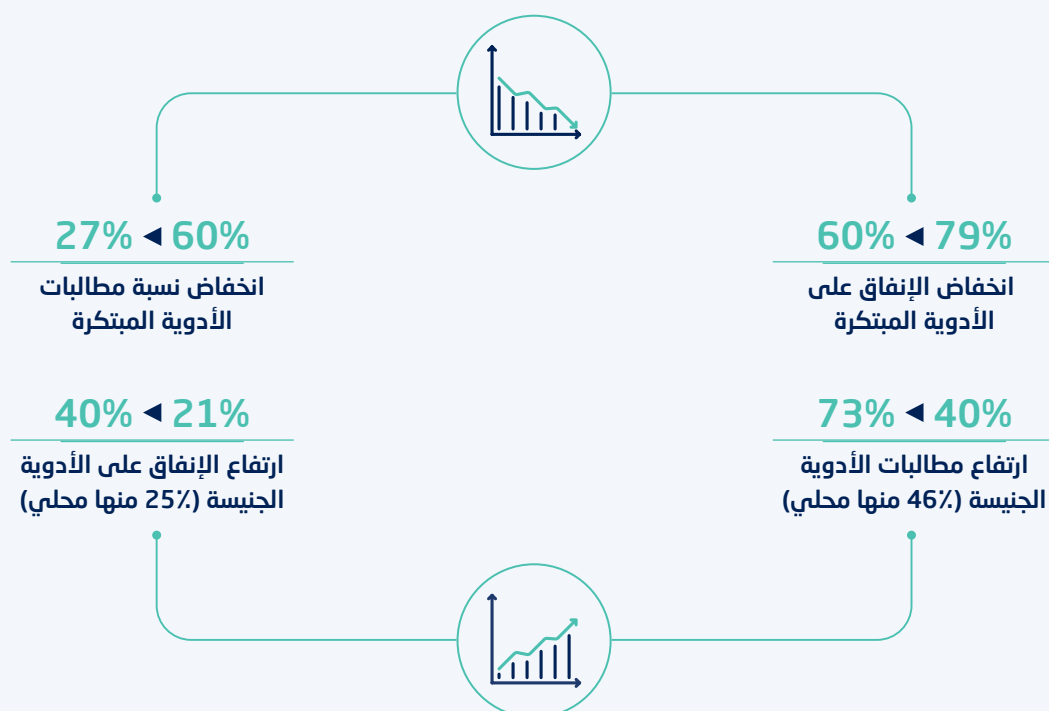 60% ◄ 79%
انخفاض الإنفاق على
الأدوية المبتكرة
27% ◄ 60%
انخفاض نسبة مطالبات
الأدوية المبتكرة
73% ◄ 40%
ارتفاع مطالبات الأدوية
الجنيسة (46٪ منها محلي)
40% ◄ 21%
ارتفاع الإنفاق على الأدوية
الجنيسة (25٪ منها محلي)